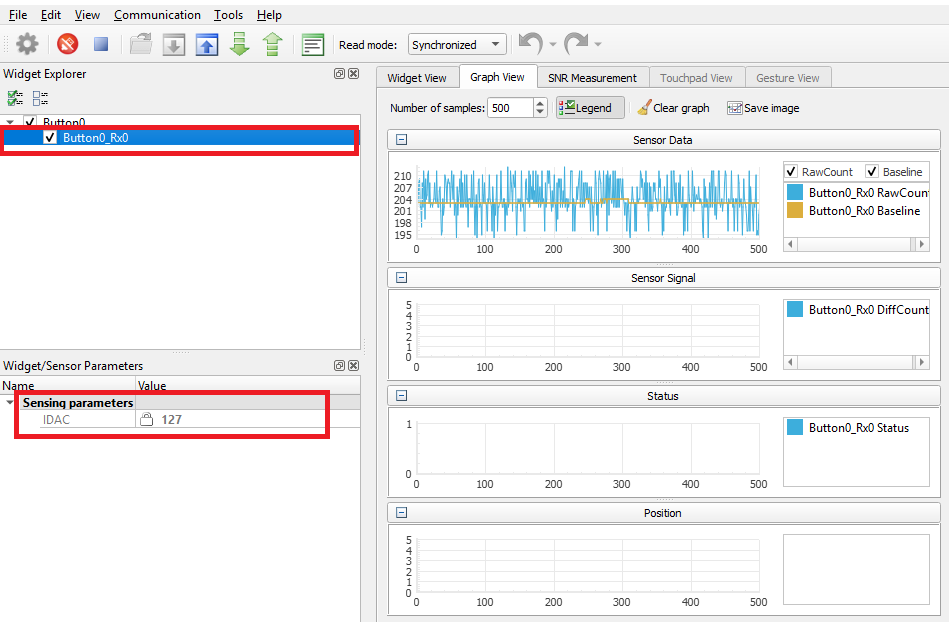 File Edit View Communication Tools Help
Read mode: Synchronized
Widget Explorer
Button0
Button0_Rx0
Widget/Sensor Parameters
Name Value
Sensing parameters
IDAC 127
Widget View Graph View SNR Measurement Touchpad View Gesture View
Number of samples: 500 Legend Clear graph Save image
Sensor Data
210
207
204
201
198
195
0 100 200 300 400 500
RawCount Baseline
Button0_Rx0 RawCount
Button0_Rx0 Baseline
Sensor Signal
5
4
3
2
1
0
0 100 200 300 400 500
Button0_Rx0 DiffCount
Status
1
0
0 100 200 300 400 500
Button0_Rx0 Status
Position
5
4
3
2
1
0
0 100 200 300 400 500